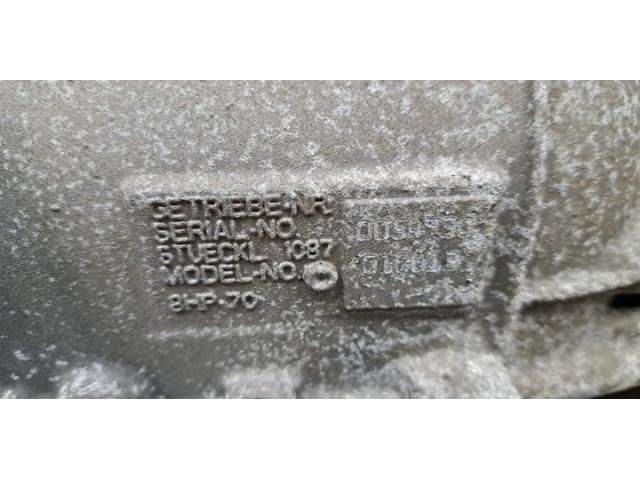 GETRIEBE-NR.
SERIAL-NO.
STUECKL. 1087
MODEL-NO.
8HP-70